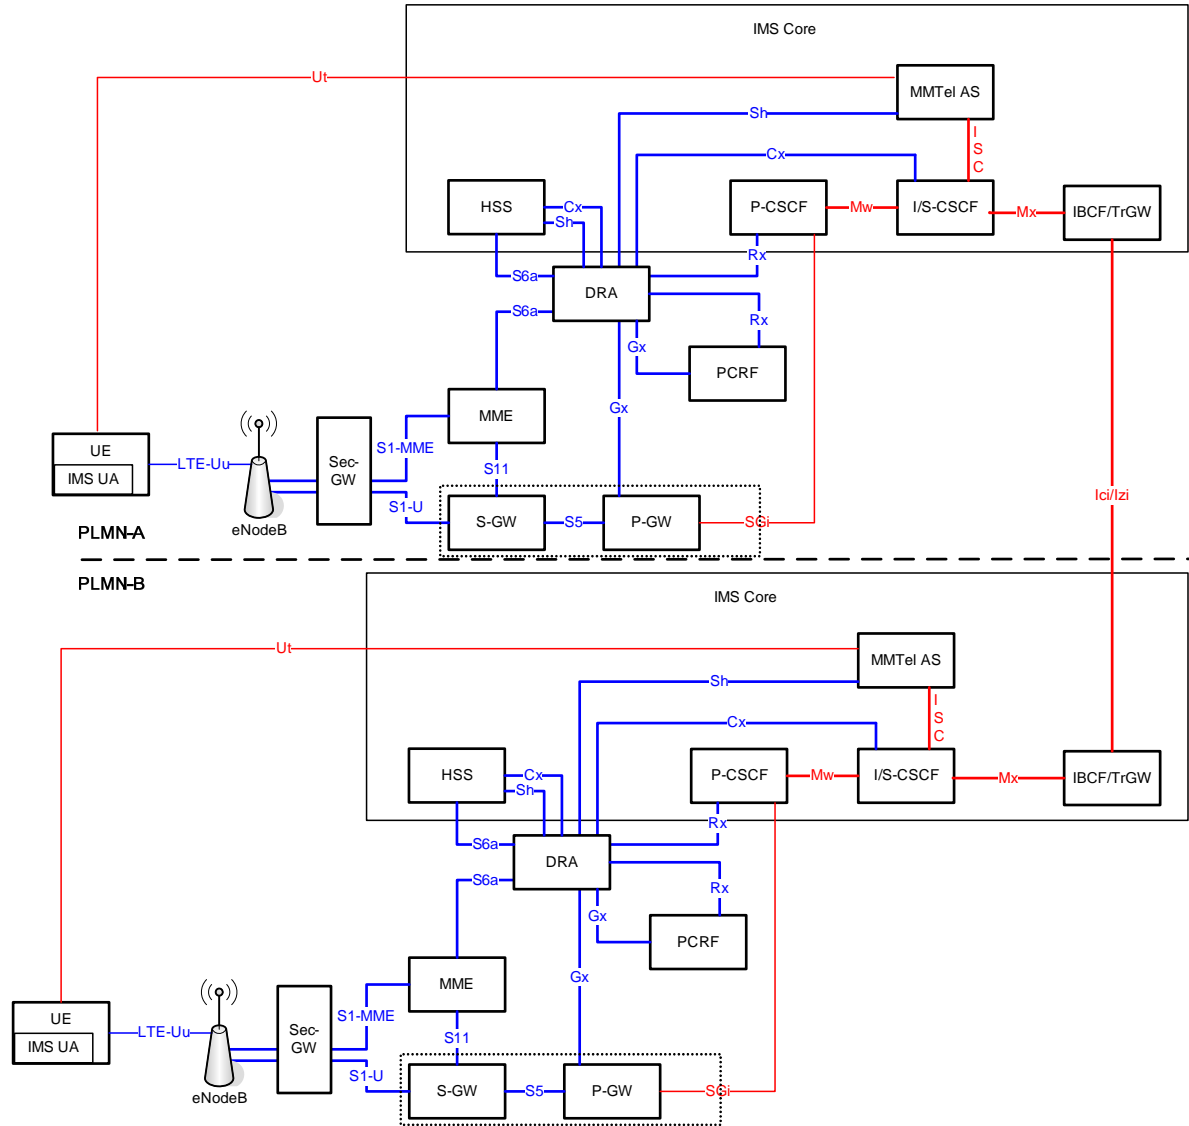 IMS Core
Ut
MMTel AS
Sh
I
S
C
Cx
HSS
Cx
Sh
P-CSCF
Mw
I/S-CSCF
Mx
IBCF/TrGW
Rx
S6a
DRA
S6a
Rx
Gx
PCRF
Gx
MME
UE
IMS UA
LTE-Uu
eNodeB
Sec-
GW
S1-MME
S11
S1-U
S-GW
S5
P-GW
SGi
Ici/Izi
PLMN-A
PLMN-B
IMS Core
Ut
MMTel AS
Sh
I
S
C
Cx
HSS
Cx
Sh
P-CSCF
Mw
I/S-CSCF
Mx
IBCF/TrGW
Rx
S6a
DRA
S6a
Rx
Gx
PCRF
Gx
MME
UE
IMS UA
LTE-Uu
eNodeB
Sec-
GW
S1-MME
S11
S1-U
S-GW
S5
P-GW
SGi